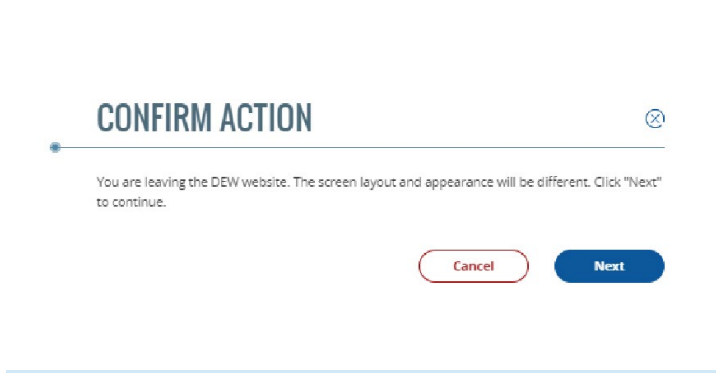 CONFIRM ACTION
You are leaving the DEW website. The screen layout and appearance will be different. Click "Next"
to continue.
Cancel
Next